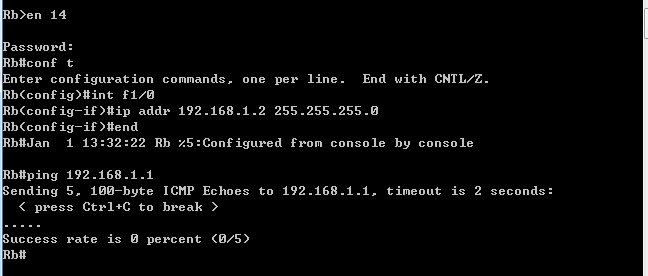 Rb>en 14
Password:
Rb#conf t
Enter configuration commands, one per line.  End with CNTL/Z.
Rb(config)#int f1/0
Rb(config-if)#ip addr 192.168.1.2 255.255.255.0
Rb(config-if)#end
Rb#Jan  1 13:32:22 Rb %5:Configured from console by console
Rb#ping 192.168.1.1
Sending 5, 100-byte ICMP Echoes to 192.168.1.1, timeout is 2 seconds:
  < press Ctrl+C to break >
.....
Success rate is 0 percent (0/5)
Rb#